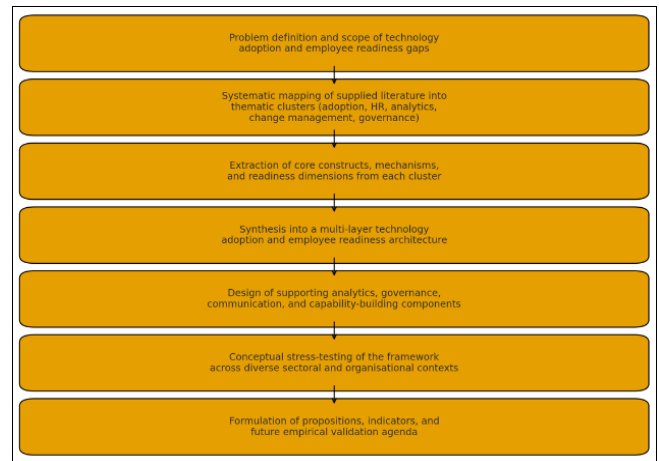 Problem definition and scope of technology
adoption and employee readiness gaps
Systematic mapping of supplied literature into
thematic clusters (adoption, HR, analytics,
change management, governance)
Extraction of core constructs, mechanisms,
and readiness dimensions from each cluster
Synthesis into a multi-layer technology
adoption and employee readiness architecture
Design of supporting analytics, governance,
communication, and capability-building components
Conceptual stress-testing of the framework
across diverse sectoral and organisational contexts
Formulation of propositions, indicators, and
future empirical validation agenda